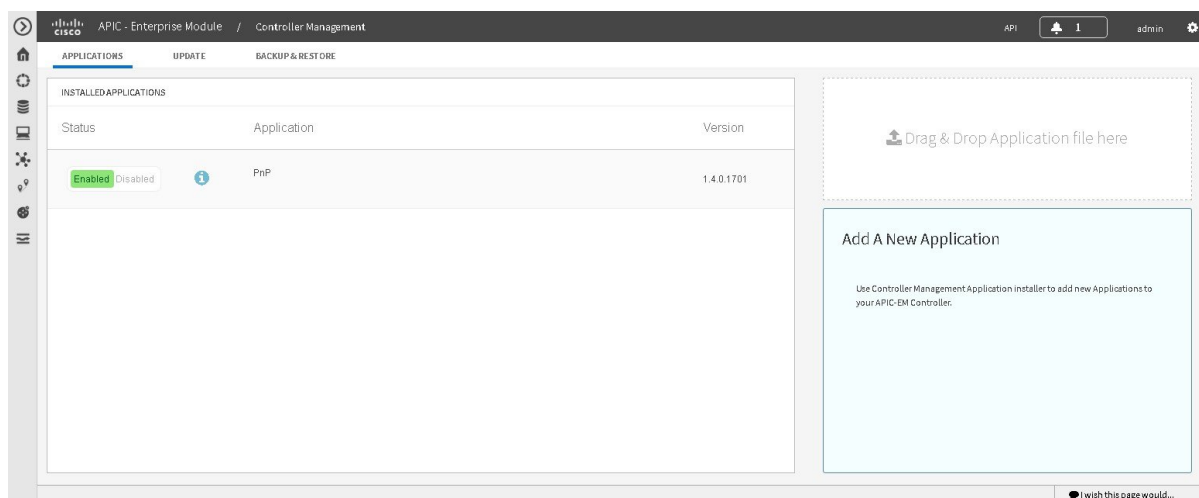 CISCO APIC - Enterprise Module / Controller Management API 1 admin
APPLICATIONS UPDATE BACKUP & RESTORE
INSTALLED APPLICATIONS
Status Application Version
Enabled Disabled PnP 1.4.0.1701
Drag & Drop Application file here
Add A New Application
Use Controller Management Application installer to add new Applications to
your APIC-EM Controller.
I wish this page would...